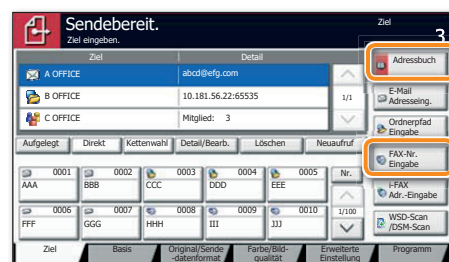 Sendebereit.
Ziel eingeben.
Ziel
3
Ziel Detail
A OFFICE abcd@efg.com
B OFFICE 10.181.56.22:65535
C OFFICE Mitglied: 3
1/1
Aufgelegt Direkt Kettenwahl Detail/Bearb. Löschen Neuaufruf
0001 0002 0003 0004 0005 Nr.
AAA BBB CCC DDD EEE
0006 0007 0008 0009 0010 1/100
FFF GGG HHH III JJJ
Adressbuch
E-Mail
Adresseing.
Ordnerpfad
Eingabe
FAX-Nr.
Eingabe
i-FAX
Adr.-Eingabe
WSD-Scan
/DSM-Scan
Ziel Basis Original/Sende
-datenformat Farbe/Bild-
qualität Erweiterte
Einstellung Programm